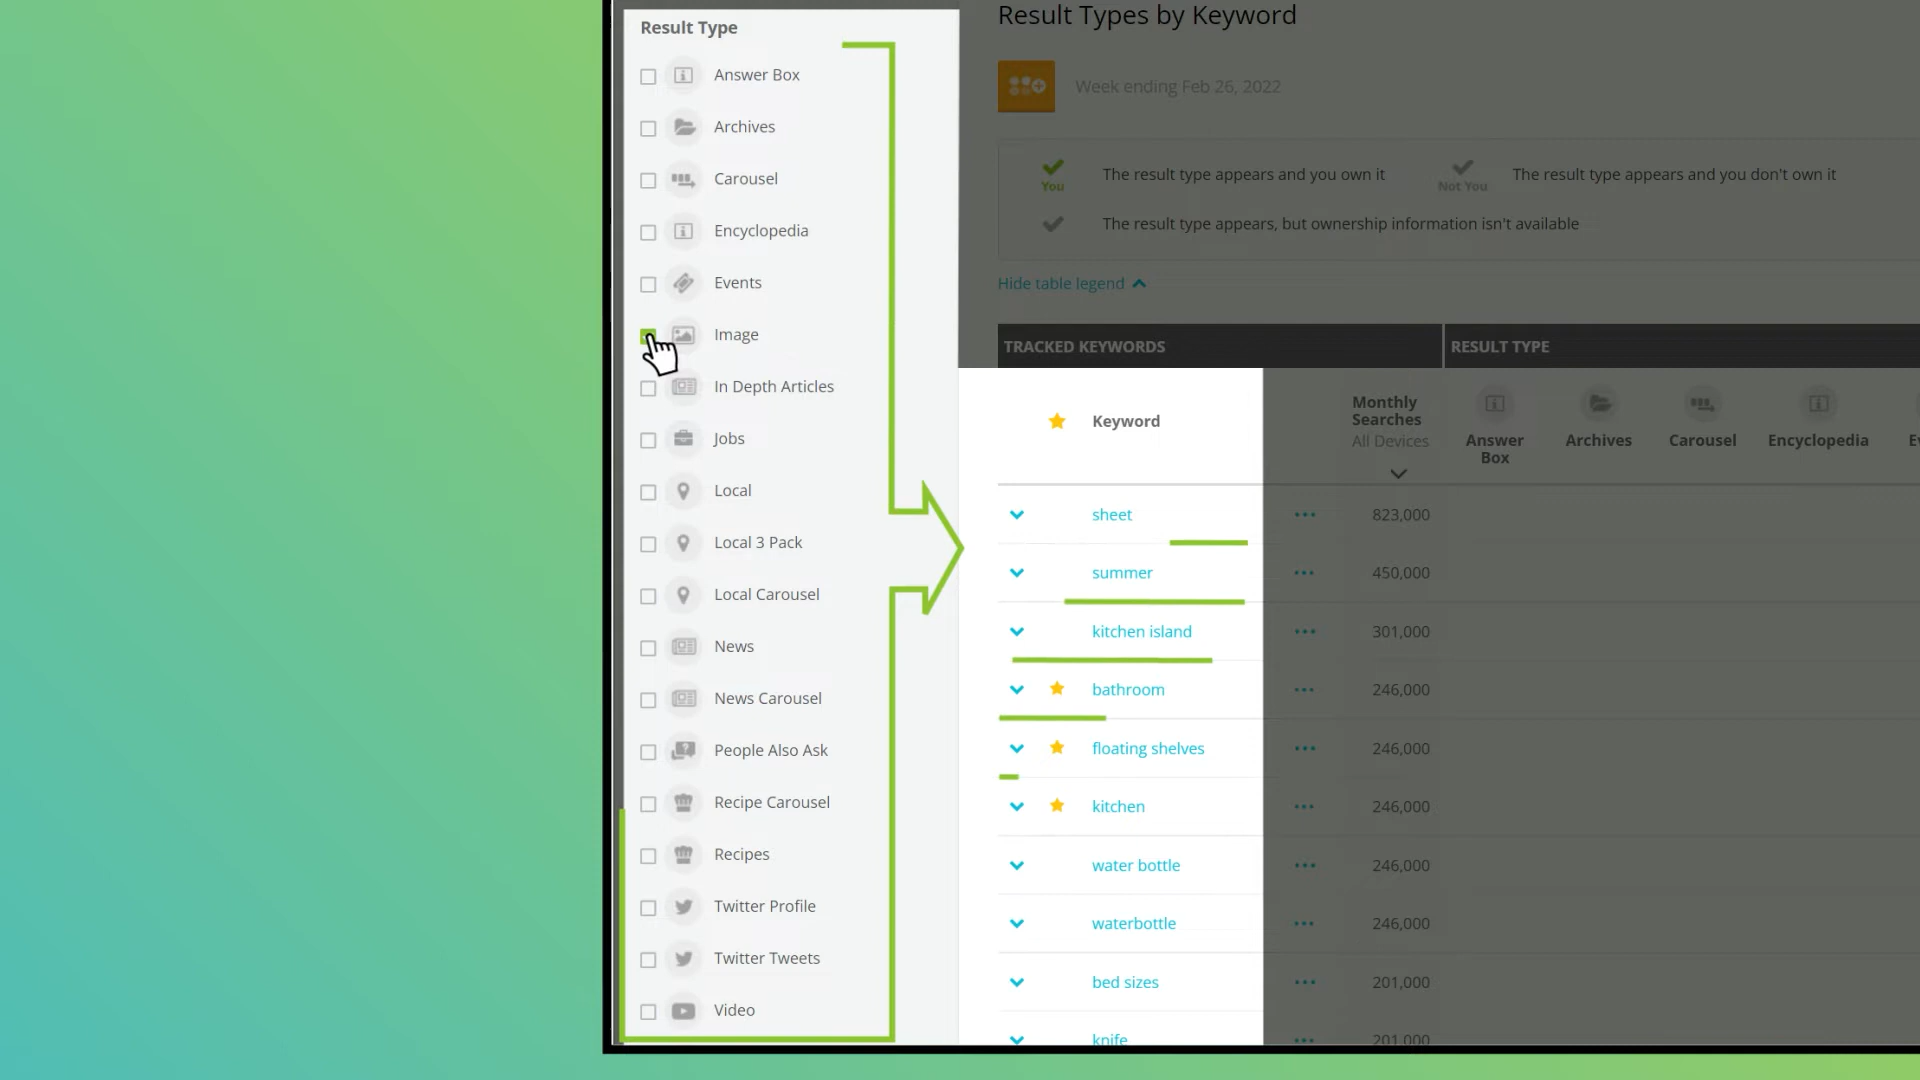 Result Type
Answer Box
Archives
Carousel
Encyclopedia
Events
Image
In Depth Articles
Jobs
Local
Local 3 Pack
Local Carousel
News
News Carousel
People Also Ask
Recipe Carousel
Recipes
Twitter Profile
Twitter Tweets
Video
Result Types by Keyword
Week ending Feb 26, 2022
You
The result type appears and you own it
Not You
The result type appears and you don't own it
The result type appears, but ownership information isn't available
Hide table legend
TRACKED KEYWORDS
RESULT TYPE
Keyword
Monthly
Searches
All Devices
Answer
Box
Archives
Carousel
Encyclopedia
sheet 823,000
summer 450,000
kitchen island 301,000
bathroom 246,000
floating shelves 246,000
kitchen 246,000
water bottle 246,000
waterbottle 246,000
bed sizes 201,000
knife 201,000